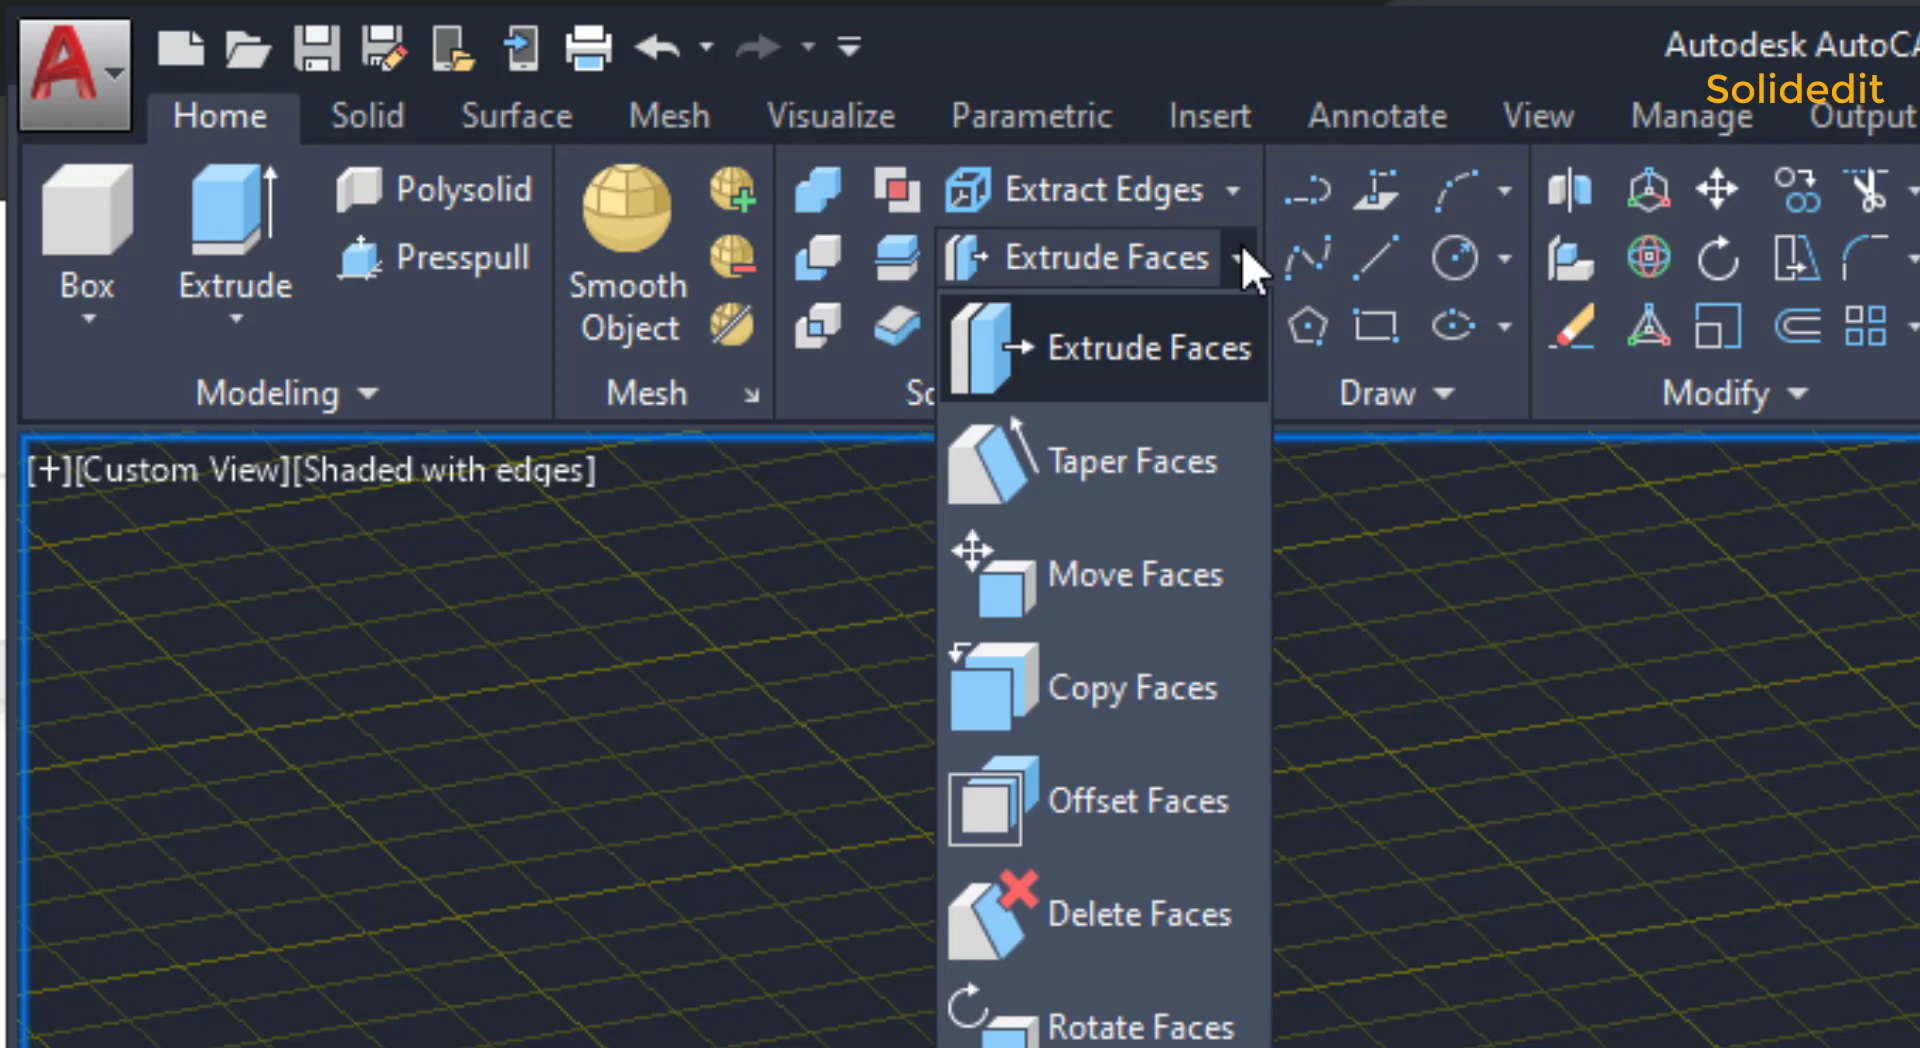 Autodesk AutoCA
Solidedit
Home Solid Surface Mesh Visualize Parametric Insert Annotate View Manage Output
Polysolid
Extract Edges
Presspull
Extrude Faces
Box
Extrude
Smooth
Object
Modeling
Mesh
Draw
Modify
Extrude Faces
[+][Custom View][Shaded with edges]
Taper Faces
Move Faces
Copy Faces
Offset Faces
Delete Faces
Rotate Faces